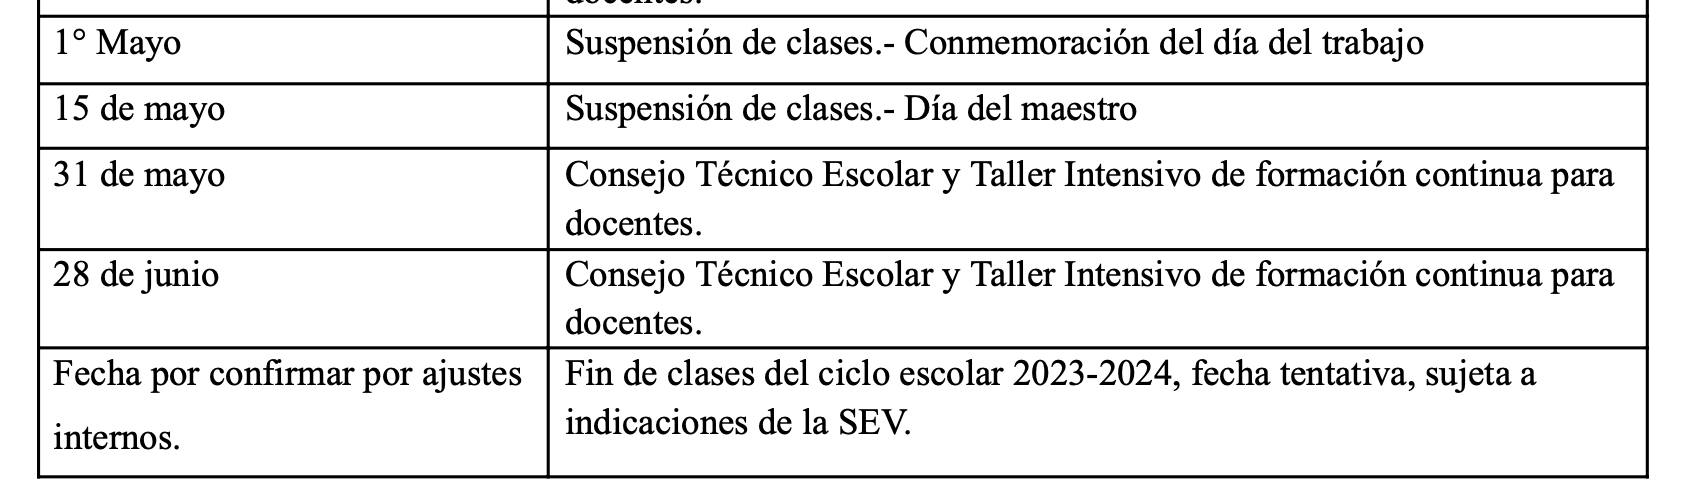 docentes.
1° Mayo
Suspensión de clases.- Conmemoración del día del trabajo
15 de mayo
Suspensión de clases.- Día del maestro
31 de mayo
Consejo Técnico Escolar y Taller Intensivo de formación continua para
docentes.
28 de junio
Consejo Técnico Escolar y Taller Intensivo de formación continua para
docentes.
Fecha por confirmar por ajustes
internos.
Fin de clases del ciclo escolar 2023-2024, fecha tentativa, sujeta a
indicaciones de la SEV.